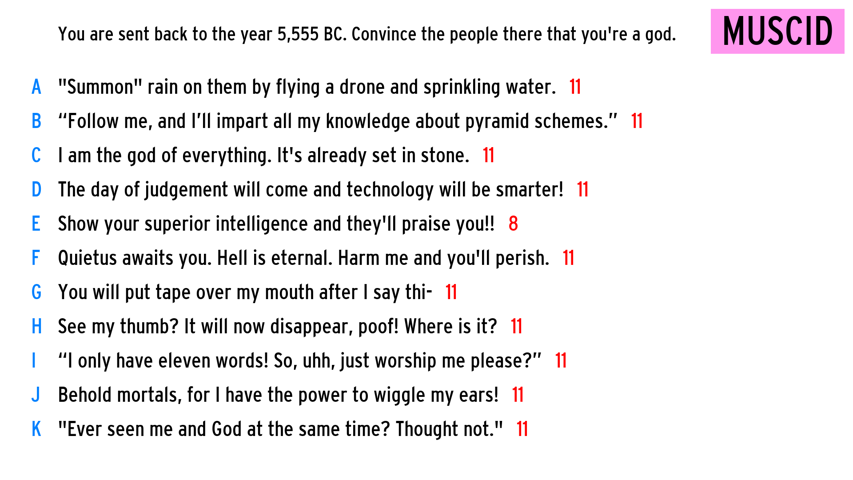 You are sent back to the year 5,555 BC. Convince the people there that you're a god.
MUSCID
A "Summon" rain on them by flying a drone and sprinkling water. 11
B “Follow me, and I’ll impart all my knowledge about pyramid schemes.” 11
C I am the god of everything. It's already set in stone. 11
D The day of judgement will come and technology will be smarter! 11
E Show your superior intelligence and they'll praise you!! 8
F Quietus awaits you. Hell is eternal. Harm me and you'll perish. 11
G You will put tape over my mouth after I say thi- 11
H See my thumb? It will now disappear, poof! Where is it? 11
I “I only have eleven words! So, uhh, just worship me please?” 11
J Behold mortals, for I have the power to wiggle my ears! 11
K "Ever seen me and God at the same time? Thought not." 11